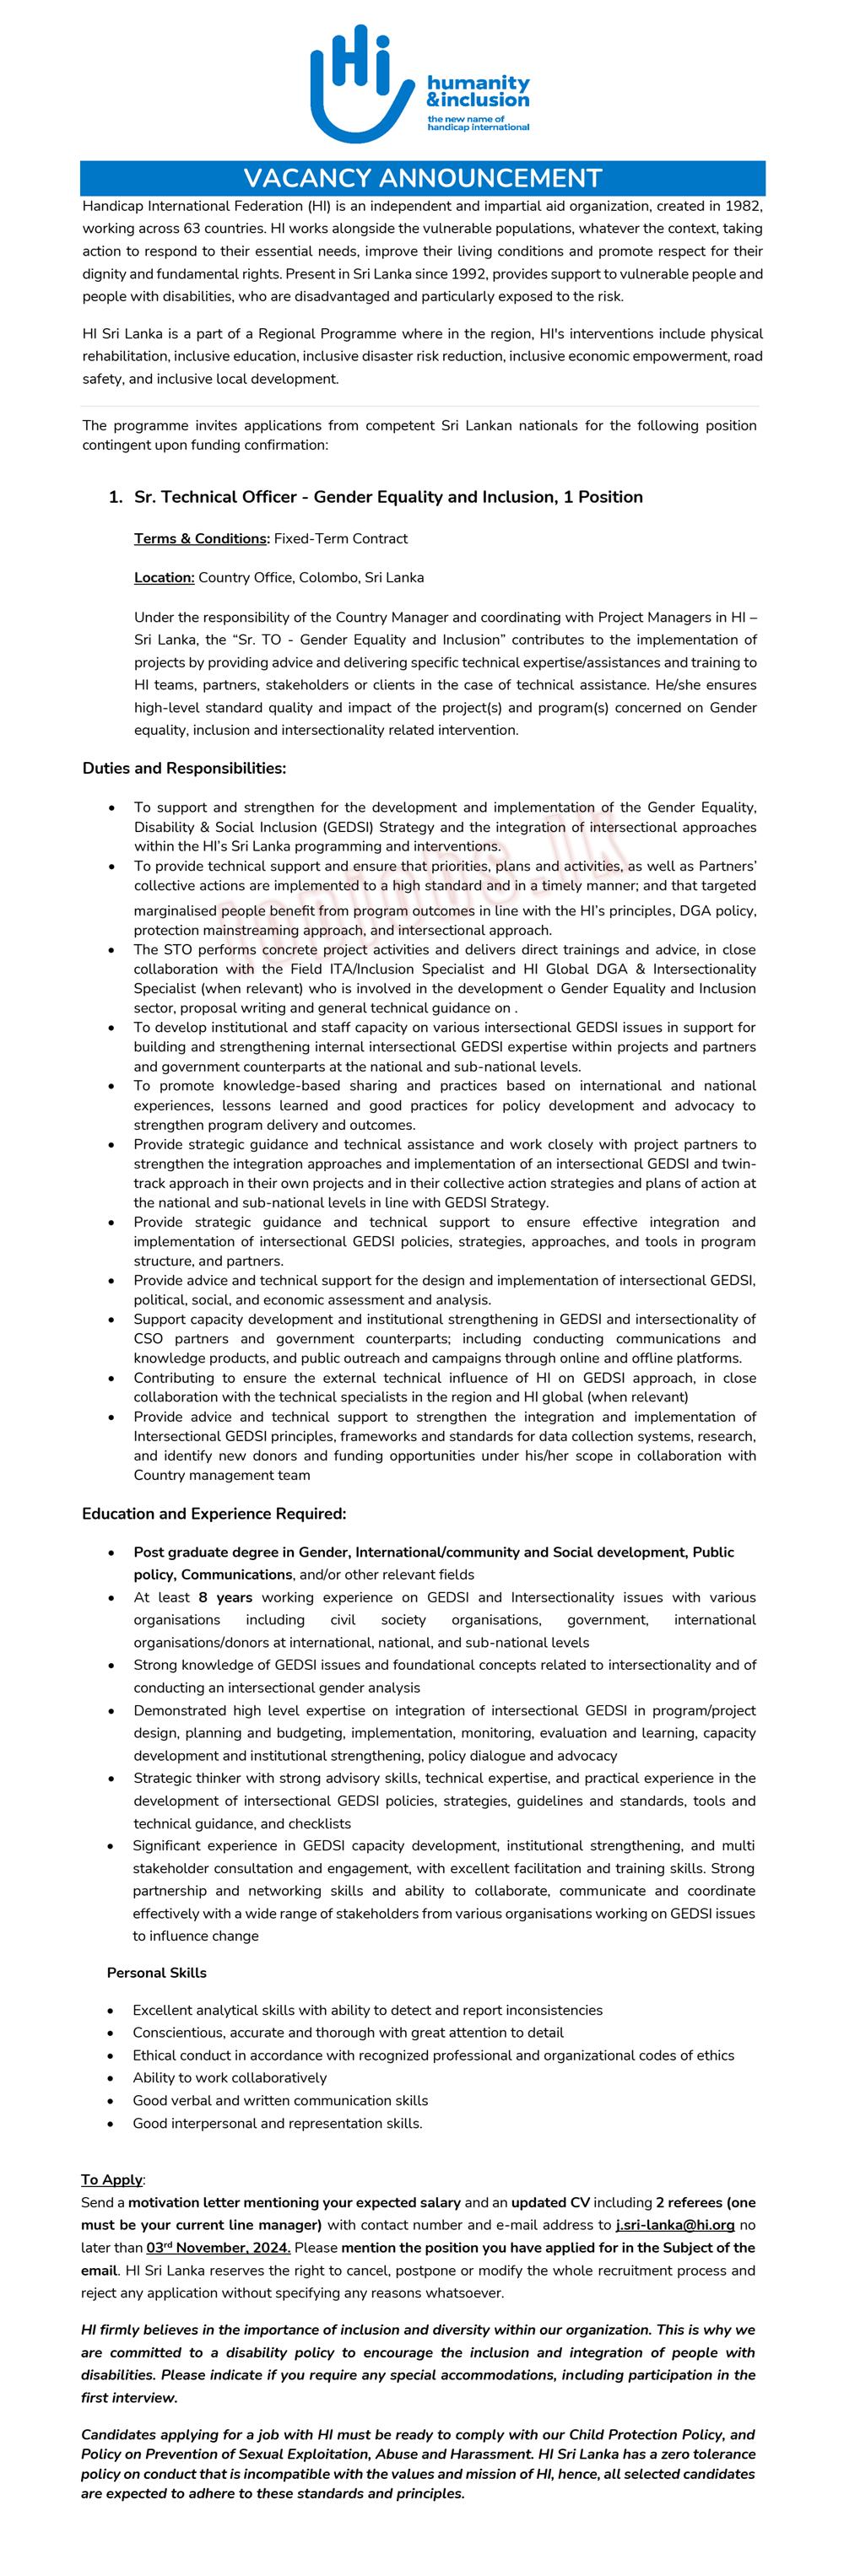 Hi
humanity
&inclusion
the new name of
handicap international
VACANCY ANNOUNCEMENT
Handicap International Federation (HI) is an independent and impartial aid organization, created in 1982,
working across 63 countries. HI works alongside the vulnerable populations, whatever the context, taking
action to respond to their essential needs, improve their living conditions and promote respect for their
dignity and fundamental rights. Present in Sri Lanka since 1992, provides support to vulnerable people and
people with disabilities, who are disadvantaged and particularly exposed to the risk.
HI Sri Lanka is a part of a Regional Programme where in the region, HI's interventions include physical
rehabilitation, inclusive education, inclusive disaster risk reduction, inclusive economic empowerment, road
safety, and inclusive local development.
The programme invites applications from competent Sri Lankan nationals for the following position
contingent upon funding confirmation:
1. Sr. Technical Officer - Gender Equality and Inclusion, 1 Position
Terms & Conditions: Fixed-Term Contract
Location: Country Office, Colombo, Sri Lanka
Under the responsibility of the Country Manager and coordinating with Project Managers in HI –
Sri Lanka, the “Sr. TO - Gender Equality and Inclusion” contributes to the implementation of
projects by providing advice and delivering specific technical expertise/assistances and training to
HI teams, partners, stakeholders or clients in the case of technical assistance. He/she ensures
high-level standard quality and impact of the project(s) and program(s) concerned on Gender
equality, inclusion and intersectionality related intervention.
Duties and Responsibilities:
• To support and strengthen for the development and implementation of the Gender Equality,
Disability & Social Inclusion (GEDSI) Strategy and the integration of intersectional approaches
within the HI’s Sri Lanka programming and interventions.
• To provide technical support and ensure that priorities, plans and activities, as well as Partners’
collective actions are implemented to a high standard and in a timely manner; and that targeted
marginalised people benefit from program outcomes in line with the HI’s principles, DGA policy,
protection mainstreaming approach, and intersectional approach.
• The STO performs concrete project activities and delivers direct trainings and advice, in close
collaboration with the Field ITA/Inclusion Specialist and HI Global DGA & Intersectionality
Specialist (when relevant) who is involved in the development o Gender Equality and Inclusion
sector, proposal writing and general technical guidance on .
• To develop institutional and staff capacity on various intersectional GEDSI issues in support for
building and strengthening internal intersectional GEDSI expertise within projects and partners
and government counterparts at the national and sub-national levels.
• To promote knowledge-based sharing and practices based on international and national
experiences, lessons learned and good practices for policy development and advocacy to
strengthen program delivery and outcomes.
• Provide strategic guidance and technical assistance and work closely with project partners to
strengthen the integration approaches and implementation of an intersectional GEDSI and twin-
track approach in their own projects and in their collective action strategies and plans of action at
the national and sub-national levels in line with GEDSI Strategy.
• Provide strategic guidance and technical support to ensure effective integration and
implementation of intersectional GEDSI policies, strategies, approaches, and tools in program
structure, and partners.
• Provide advice and technical support for the design and implementation of intersectional GEDSI,
political, social, and economic assessment and analysis.
• Support capacity development and institutional strengthening in GEDSI and intersectionality of
CSO partners and government counterparts; including conducting communications and
knowledge products, and public outreach and campaigns through online and offline platforms.
• Contributing to ensure the external technical influence of HI on GEDSI approach, in close
collaboration with the technical specialists in the region and HI global (when relevant)
• Provide advice and technical support to strengthen the integration and implementation of
Intersectional GEDSI principles, frameworks and standards for data collection systems, research,
and identify new donors and funding opportunities under his/her scope in collaboration with
Country management team
topjobs.lk
Education and Experience Required:
• Post graduate degree in Gender, International/community and Social development, Public
policy, Communications, and/or other relevant fields
• At least 8 years working experience on GEDSI and Intersectionality issues with various
organisations including civil society organisations, government, international
organisations/donors at international, national, and sub-national levels
• Strong knowledge of GEDSI issues and foundational concepts related to intersectionality and of
conducting an intersectional gender analysis
• Demonstrated high level expertise on integration of intersectional GEDSI in program/project
design, planning and budgeting, implementation, monitoring, evaluation and learning, capacity
development and institutional strengthening, policy dialogue and advocacy
• Strategic thinker with strong advisory skills, technical expertise, and practical experience in the
development of intersectional GEDSI policies, strategies, guidelines and standards, tools and
technical guidance, and checklists
• Significant experience in GEDSI capacity development, institutional strengthening, and multi
stakeholder consultation and engagement, with excellent facilitation and training skills. Strong
partnership and networking skills and ability to collaborate, communicate and coordinate
effectively with a wide range of stakeholders from various organisations working on GEDSI issues
to influence change
Personal Skills
• Excellent analytical skills with ability to detect and report inconsistencies
• Conscientious, accurate and thorough with great attention to detail
• Ethical conduct in accordance with recognized professional and organizational codes of ethics
• Ability to work collaboratively
• Good verbal and written communication skills
• Good interpersonal and representation skills.
To Apply:
Send a motivation letter mentioning your expected salary and an updated CV including 2 referees (one
must be your current line manager) with contact number and e-mail address to j.sri-lanka@hi.org no
later than 03rd November, 2024. Please mention the position you have applied for in the Subject of the
email. HI Sri Lanka reserves the right to cancel, postpone or modify the whole recruitment process and
reject any application without specifying any reasons whatsoever.
HI firmly believes in the importance of inclusion and diversity within our organization. This is why we
are committed to a disability policy to encourage the inclusion and integration of people with
disabilities. Please indicate if you require any special accommodations, including participation in the
first interview.
Candidates applying for a job with HI must be ready to comply with our Child Protection Policy, and
Policy on Prevention of Sexual Exploitation, Abuse and Harassment. HI Sri Lanka has a zero tolerance
policy on conduct that is incompatible with the values and mission of HI, hence, all selected candidates
are expected to adhere to these standards and principles.